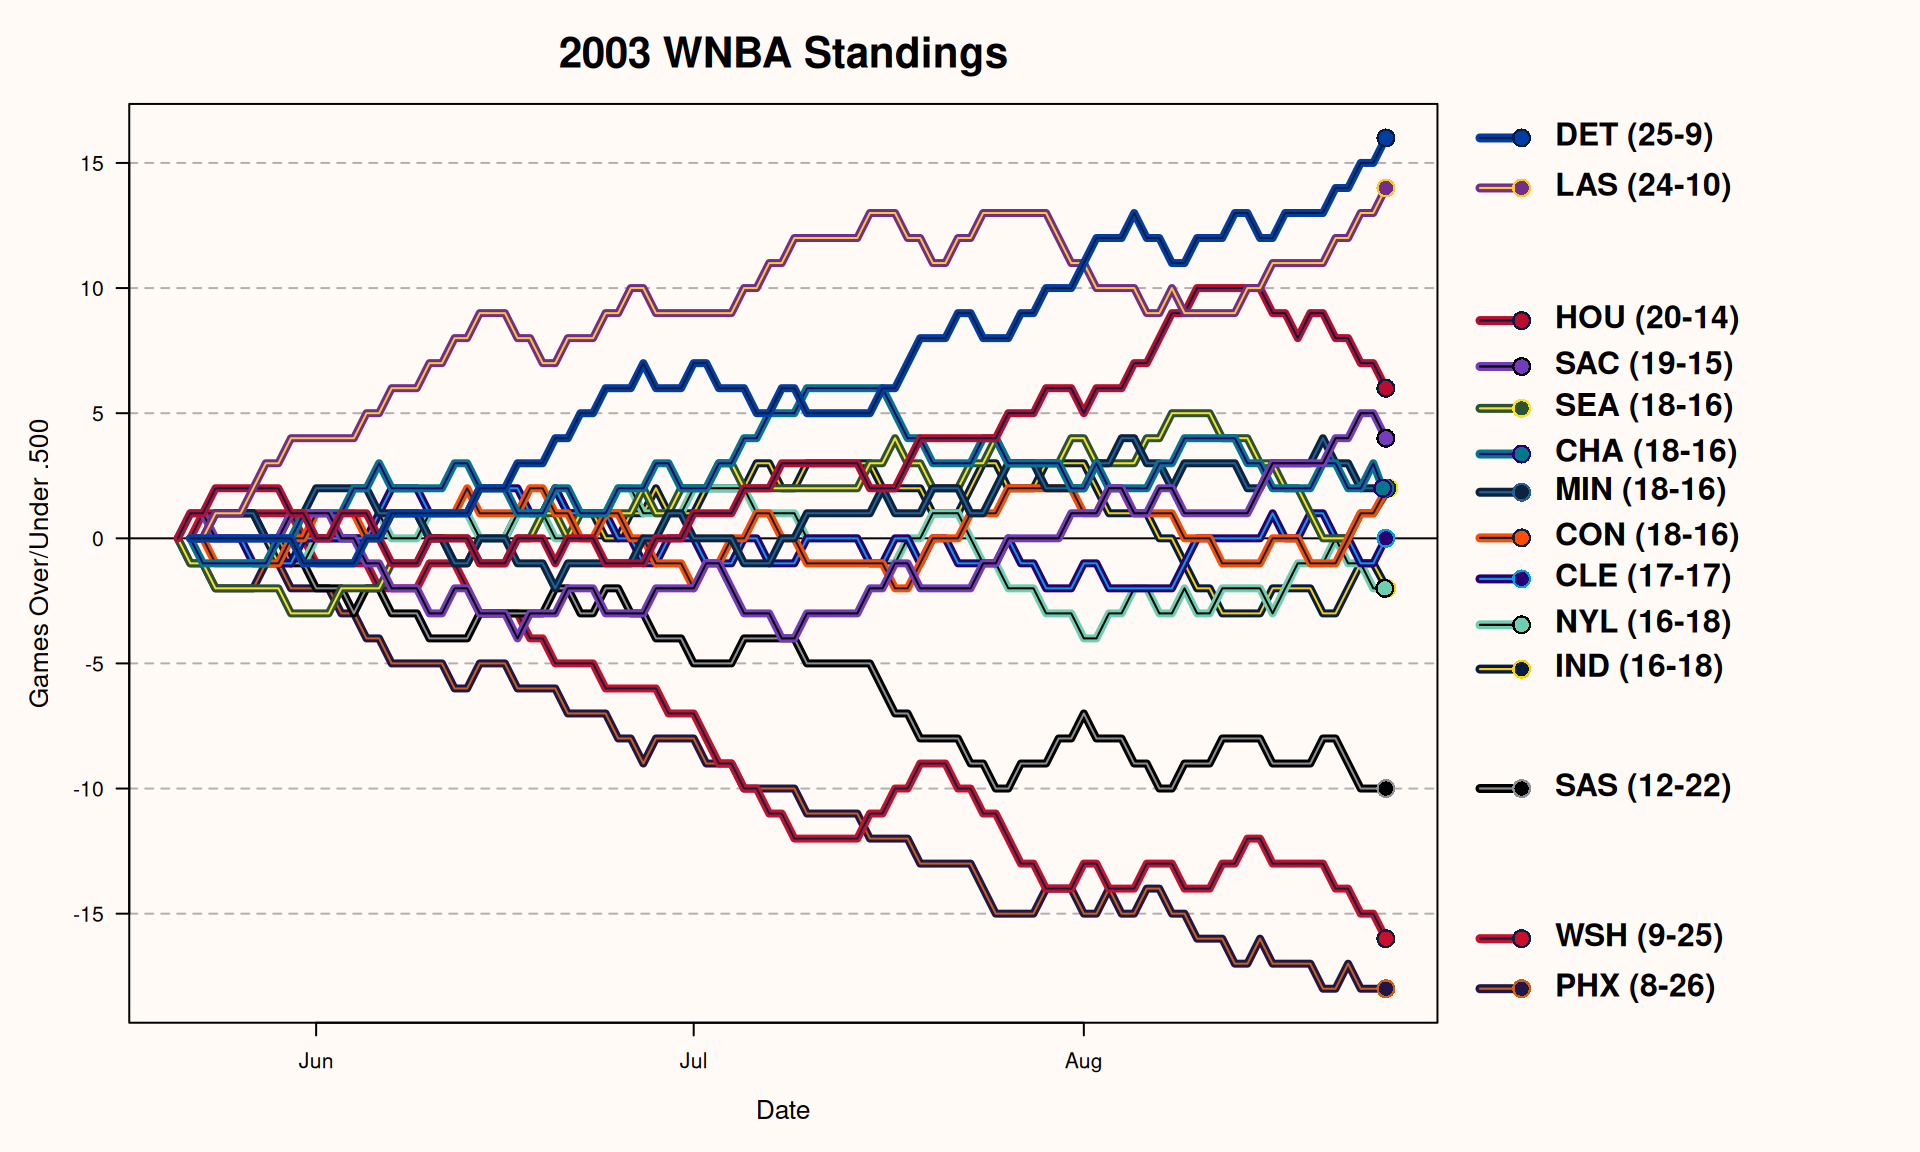 2003 WNBA Standings
Games Over/Under .500
15
10
5
0
-5
-10
-15
Jun
Jul
Aug
Date
DET (25-9)
LAS (24-10)
HOU (20-14)
SAC (19-15)
SEA (18-16)
CHA (18-16)
MIN (18-16)
CON (18-16)
CLE (17-17)
NYL (16-18)
IND (16-18)
SAS (12-22)
WSH (9-25)
PHX (8-26)